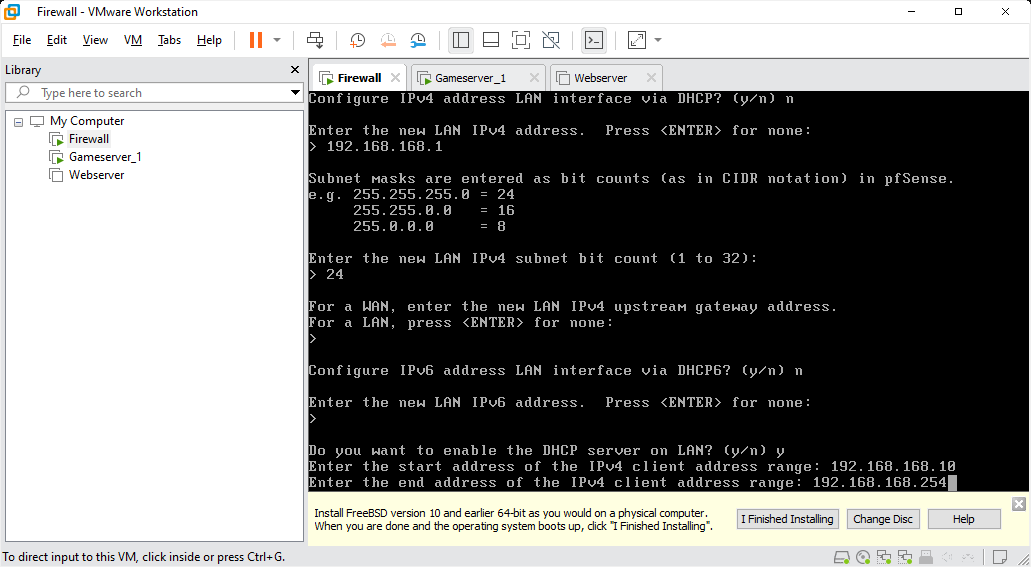 Firewall - VMware Workstation
File Edit View VM Tabs Help
Library
Type here to search
My Computer
Firewall
Gameserver_1
Webserver
Firewall Gameserver_1 Webserver
Configure IPv4 address LAN interface via DHCP? (y/n) n
Enter the new LAN IPv4 address.  Press <ENTER> for none:
> 192.168.168.1
Subnet masks are entered as bit counts (as in CIDR notation) in pfSense.
e.g. 255.255.255.0 = 24
     255.255.0.0   = 16
     255.0.0.0     = 8
Enter the new LAN IPv4 subnet bit count (1 to 32):
> 24
For a WAN, enter the new LAN IPv4 upstream gateway address.
For a LAN, press <ENTER> for none:
>
Configure IPv6 address LAN interface via DHCP6? (y/n) n
Enter the new LAN IPv6 address.  Press <ENTER> for none:
>
Do you want to enable the DHCP server on LAN? (y/n) y
Enter the start address of the IPv4 client address range: 192.168.168.10
Enter the end address of the IPv4 client address range: 192.168.168.254
Install FreeBSD version 10 and earlier 64-bit as you would on a physical computer.
When you are done and the operating system boots up, click "I Finished Installing".
I Finished Installing Change Disc Help
To direct input to this VM, click inside or press Ctrl+G.